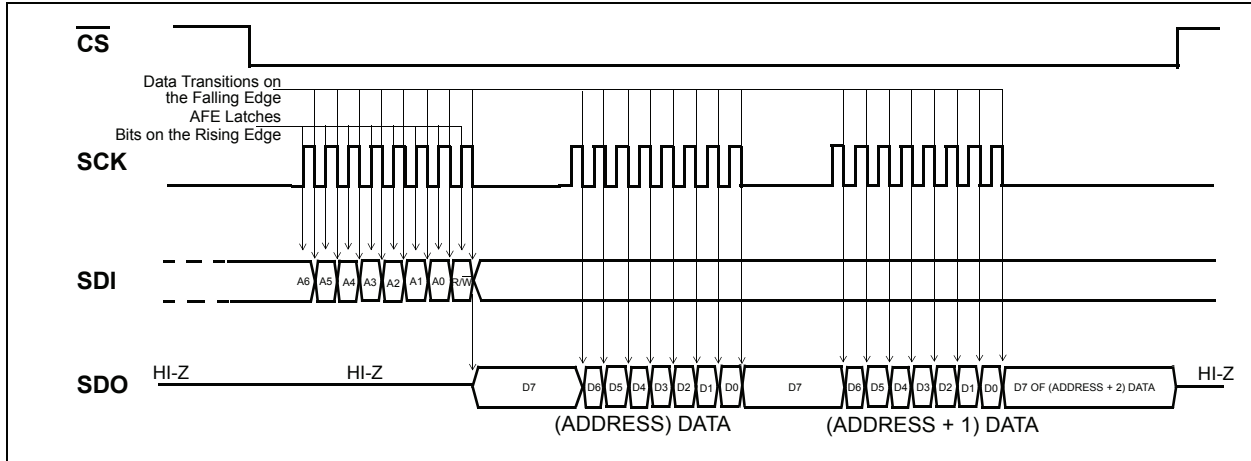 CS
Data Transitions on
the Falling Edge
AFE Latches
Bits on the Rising Edge
SCK
SDI
A6 A5 A4 A3 A2 A1 A0 R/W
SDO
HI-Z HI-Z D7 D6 D5 D4 D3 D2 D1 D0 D7 D6 D5 D4 D3 D2 D1 D0 D7 OF (ADDRESS + 2) DATA HI-Z
(ADDRESS) DATA (ADDRESS + 1) DATA